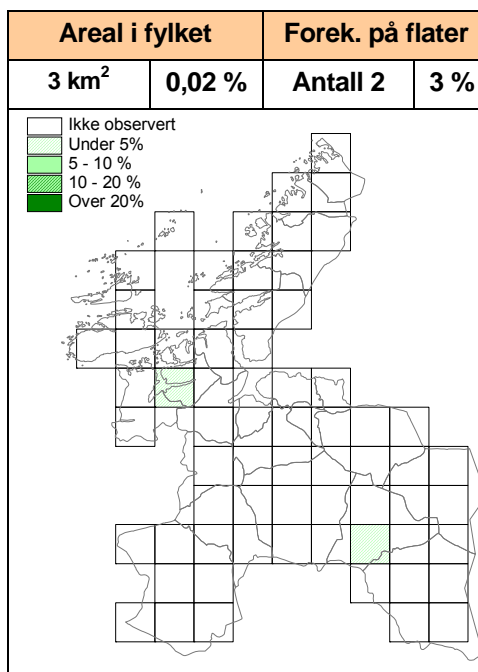 Areal i fylket Forek. på flater
3 km² 0,02 % Antall 2 3 %
Ikke observert
Under 5%
5 - 10 %
10 - 20 %
Over 20%